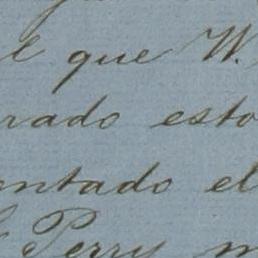 l que W.
rado esto
ntado el
Perry